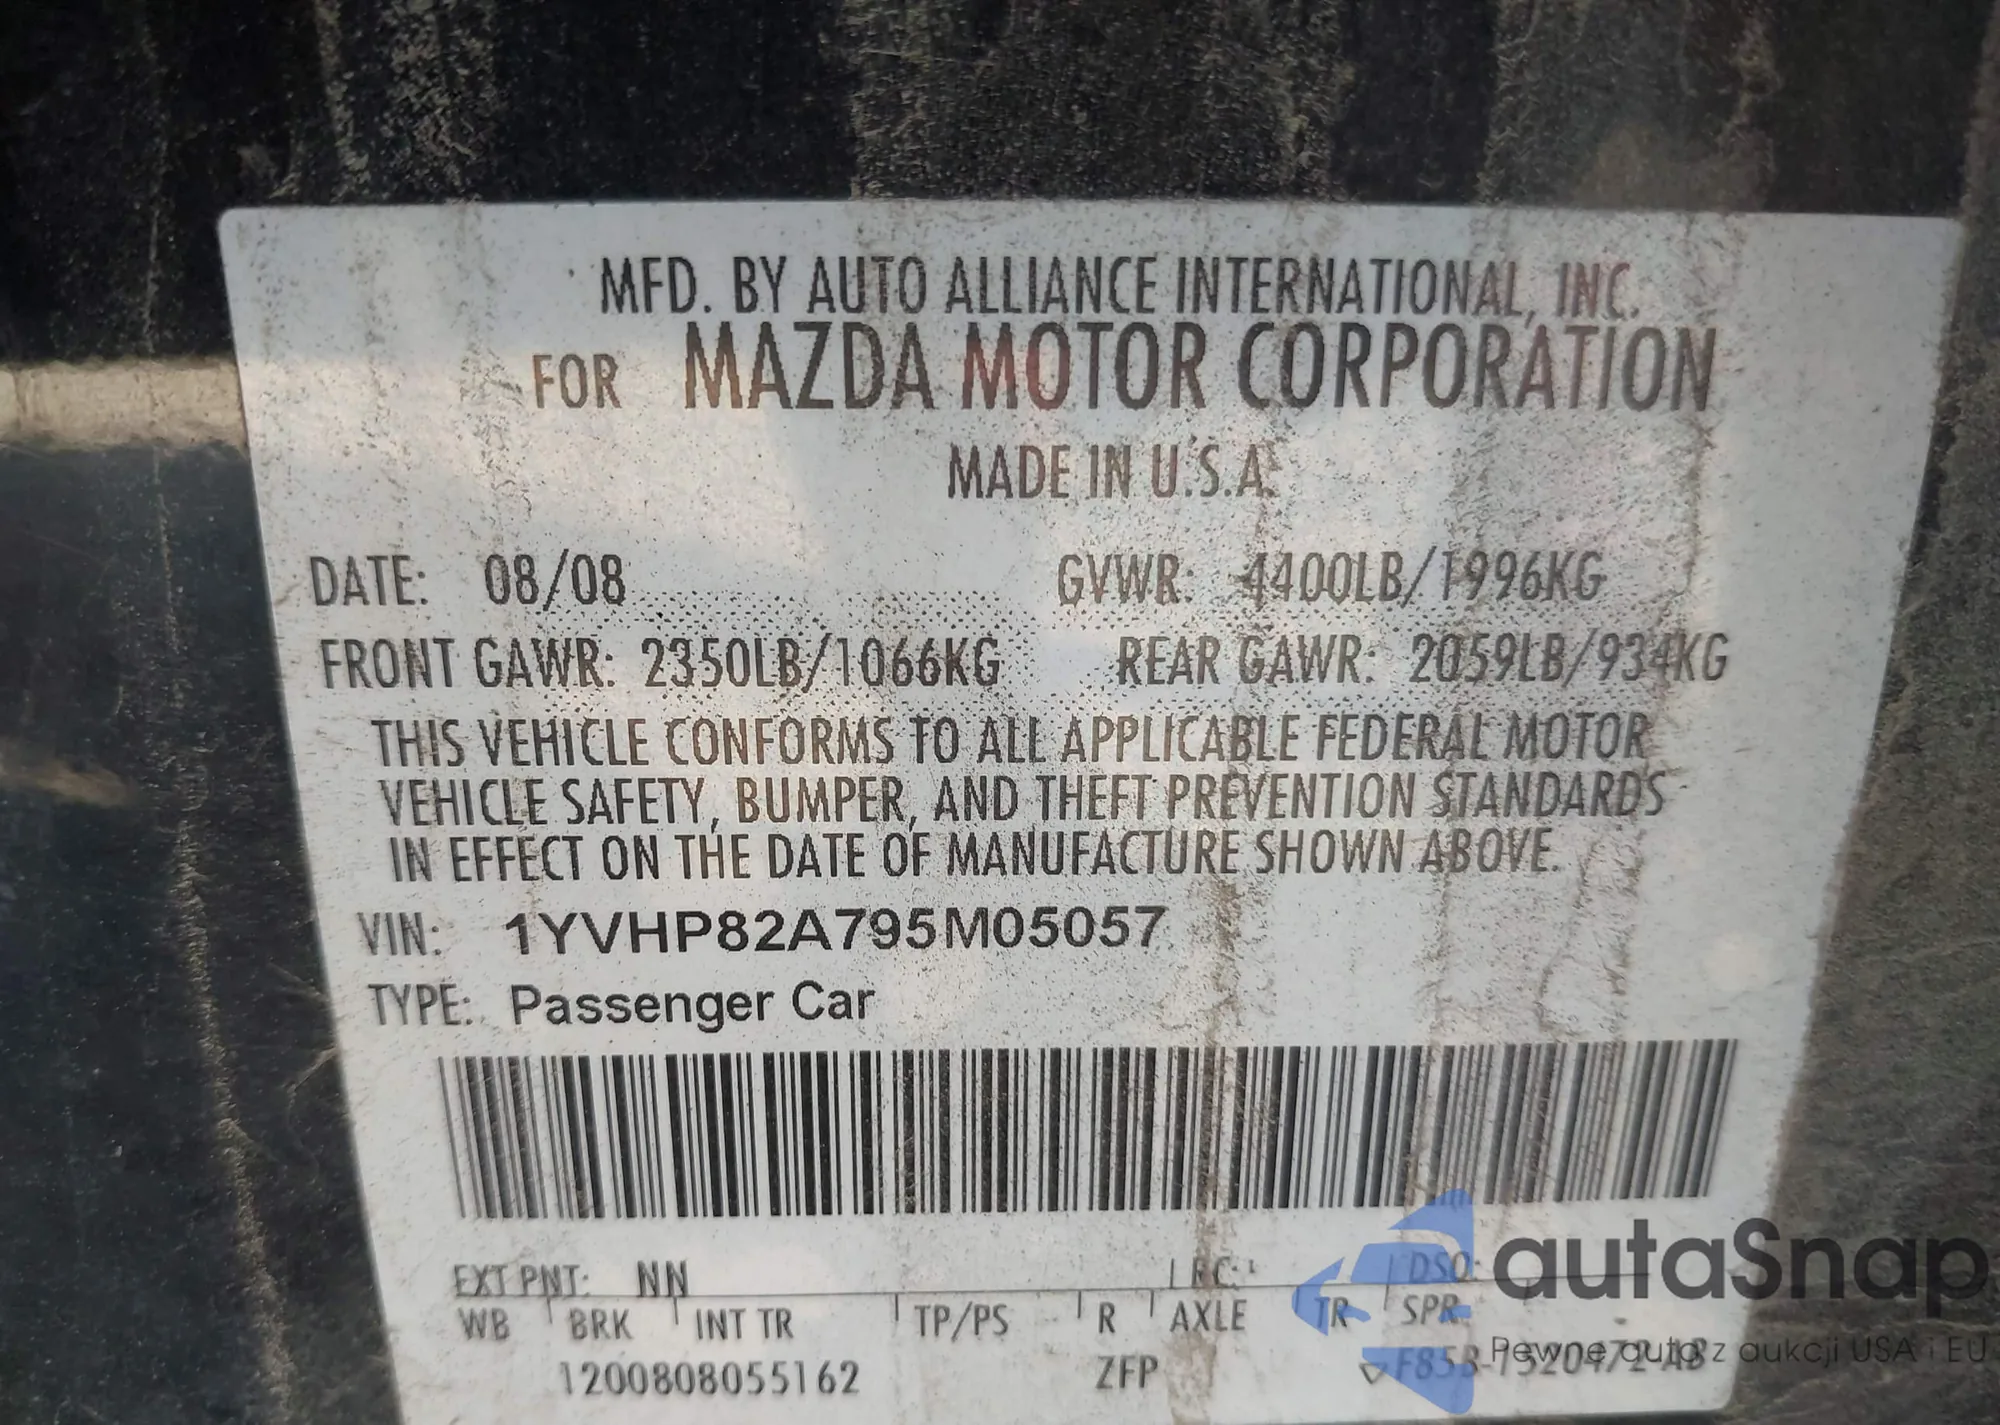 MFD. BY AUTO ALLIANCE INTERNATIONAL, INC.
FOR MAZDA MOTOR CORPORATION
MADE IN U.S.A.
DATE: 08/08 GVWR: 4400LB/1996KG
FRONT GAWR: 2350LB/1066KG REAR GAWR: 2059LB/934KG
THIS VEHICLE CONFORMS TO ALL APPLICABLE FEDERAL MOTOR
VEHICLE SAFETY, BUMPER, AND THEFT PREVENTION STANDARDS
IN EFFECT ON THE DATE OF MANUFACTURE SHOWN ABOVE.
VIN: 1YVHP82A795M05057
TYPE: Passenger Car
EXT PNT: NN DSO:
WB BRK INT TR TP/PS R AXLE TR SPR
1200808055162 ZFP
autaSnap
Pewne auta z aukcji USA i EU